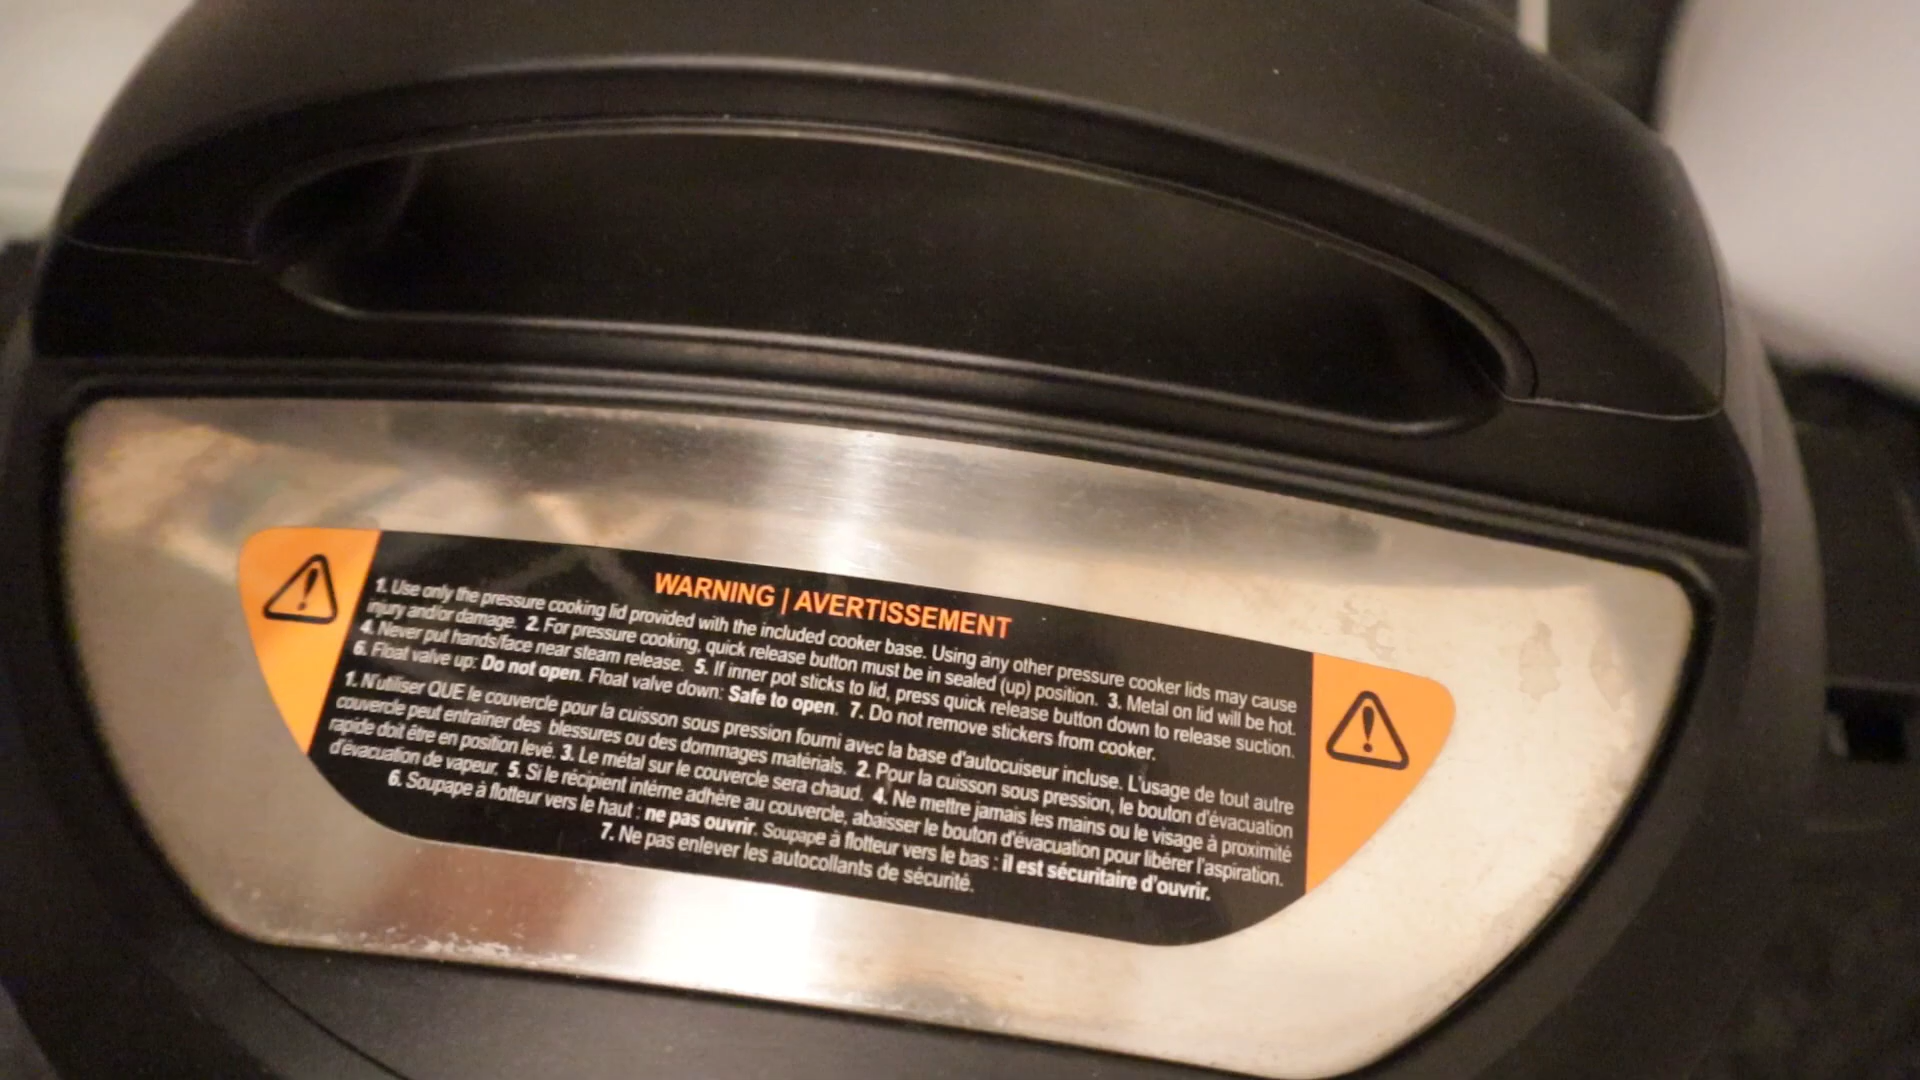 WARNING | AVERTISSEMENT
1. Use only the pressure cooking lid provided with the included cooker base. Using any other pressure cooker lids may cause
injury and/or damage. 2. For pressure cooking, quick release button must be in sealed (up) position. 3. Metal on lid will be hot.
4. Never put hands/face near steam release. 5. If inner pot sticks to lid, press quick release button down to release suction.
6. Float valve up: Do not open. Float valve down: Safe to open. 7. Do not remove stickers from cooker.
1. N'utiliser QUE le couvercle pour la cuisson sous pression fourni avec la base d'autocuiseur incluse. L'usage de tout autre
couvercle peut entraîner des blessures ou des dommages matérials. 2. Pour la cuisson sous pression, le bouton d'évacuation
rapide doit être en position levé. 3. Le métal sur le couvercle sera chaud. 4. Ne mettre jamais les mains ou le visage à proximité
d'évacuation de vapeur. 5. Si le récipient intérne adhère au couvercle, abaisser le bouton d'évacuation pour libérer l'aspiration.
6. Soupape à flotteur vers le haut : ne pas ouvrir. Soupape à flotteur vers le bas : il est sécuritaire d'ouvrir.
7. Ne pas enlever les autocollants de sécurité.